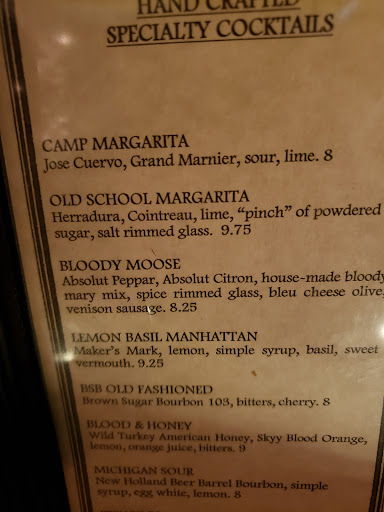 HAND CRAFTED
SPECIALTY COCKTAILS
CAMP MARGARITA
Jose Cuervo, Grand Marnier, sour, lime. 8
OLD SCHOOL MARGARITA
Herradura, Cointreau, lime, “pinch” of powdered
sugar, salt rimmed glass. 9.75
BLOODY MOOSE
Absolut Peppar, Absolut Citron, house-made bloody
mary mix, spice rimmed glass, bleu cheese olive,
venison sausage. 8.25
LEMON BASIL MANHATTAN
Maker's Mark, lemon, simple syrup, basil, sweet
vermouth. 9.25
BSB OLD FASHIONED
Brown Sugar Bourbon 103, bitters, cherry. 8
BLOOD & HONEY
Wild Turkey American Honey, Skyy Blood Orange,
lemon, orange juice, bitters. 9
MICHIGAN SOUR
New Holland Beer Barrel Bourbon, simple
syrup, egg white, lemon. 8